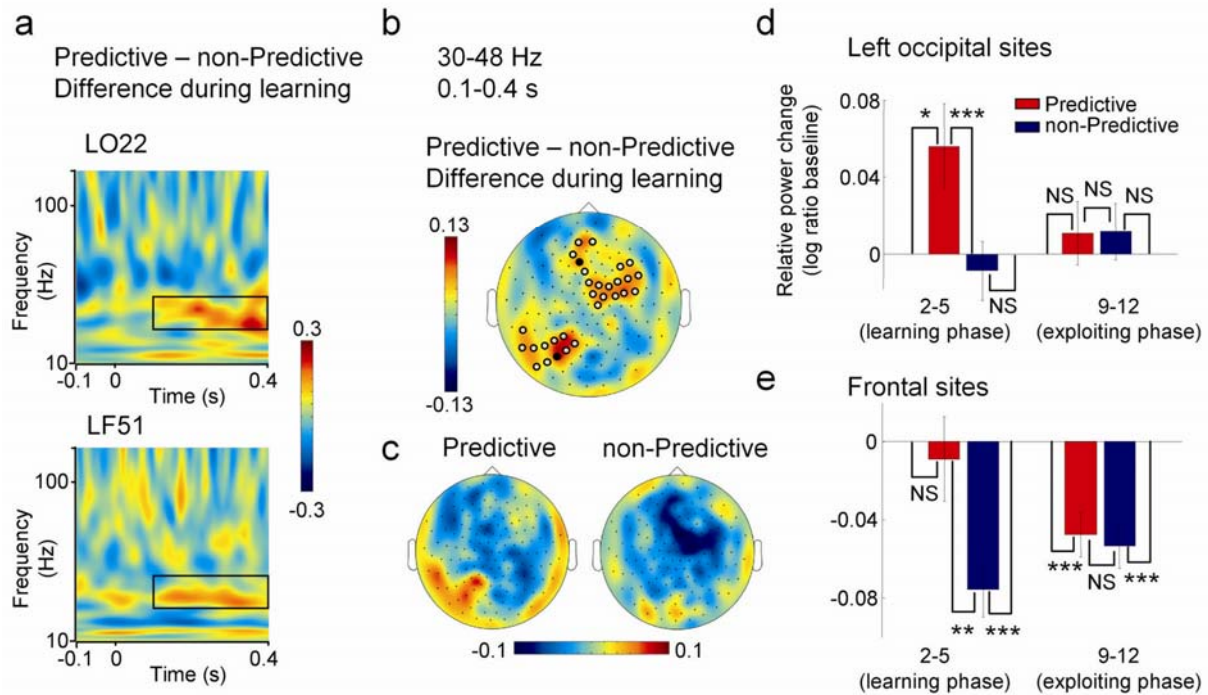 a
Predictive – non-Predictive
Difference during learning
LO22
100
Frequency
(Hz)
10
-0.1 0 0.4
Time (s)
0.3
-0.3
LF51
100
Frequency
(Hz)
10
-0.1 0 0.4
Time (s)
b
30-48 Hz
0.1-0.4 s
Predictive – non-Predictive
Difference during learning
0.13
-0.13
c
Predictive non-Predictive
-0.1 0.1
d
Left occipital sites
Relative power change
(log ratio baseline)
0.08
0.04
0
Predictive
non-Predictive
* ***
NS
NS NS NS
2-5 9-12
(learning phase) (exploiting phase)
e
Frontal sites
0
-0.04
-0.08
NS
** ***
*** NS ***
2-5 9-12
(learning phase) (exploiting phase)